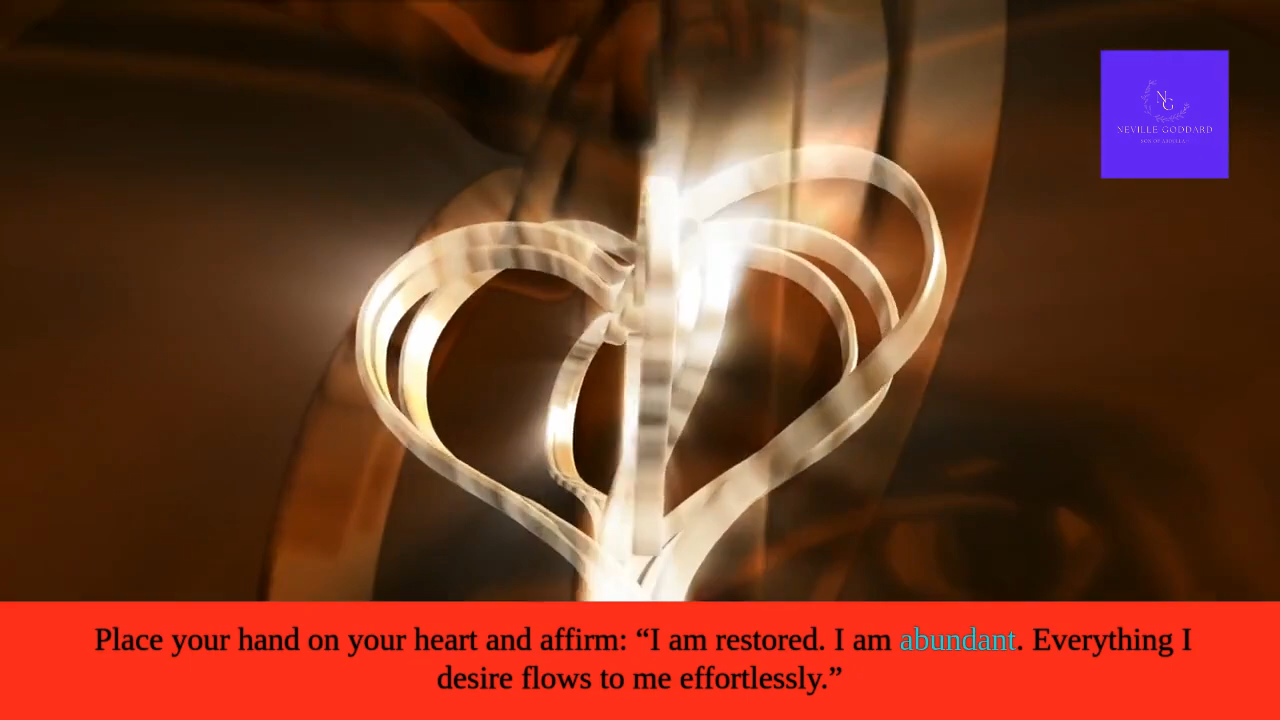 NG
NEVILLE GODDARD
Place your hand on your heart and affirm: “I am restored. I am abundant. Everything I
desire flows to me effortlessly.”